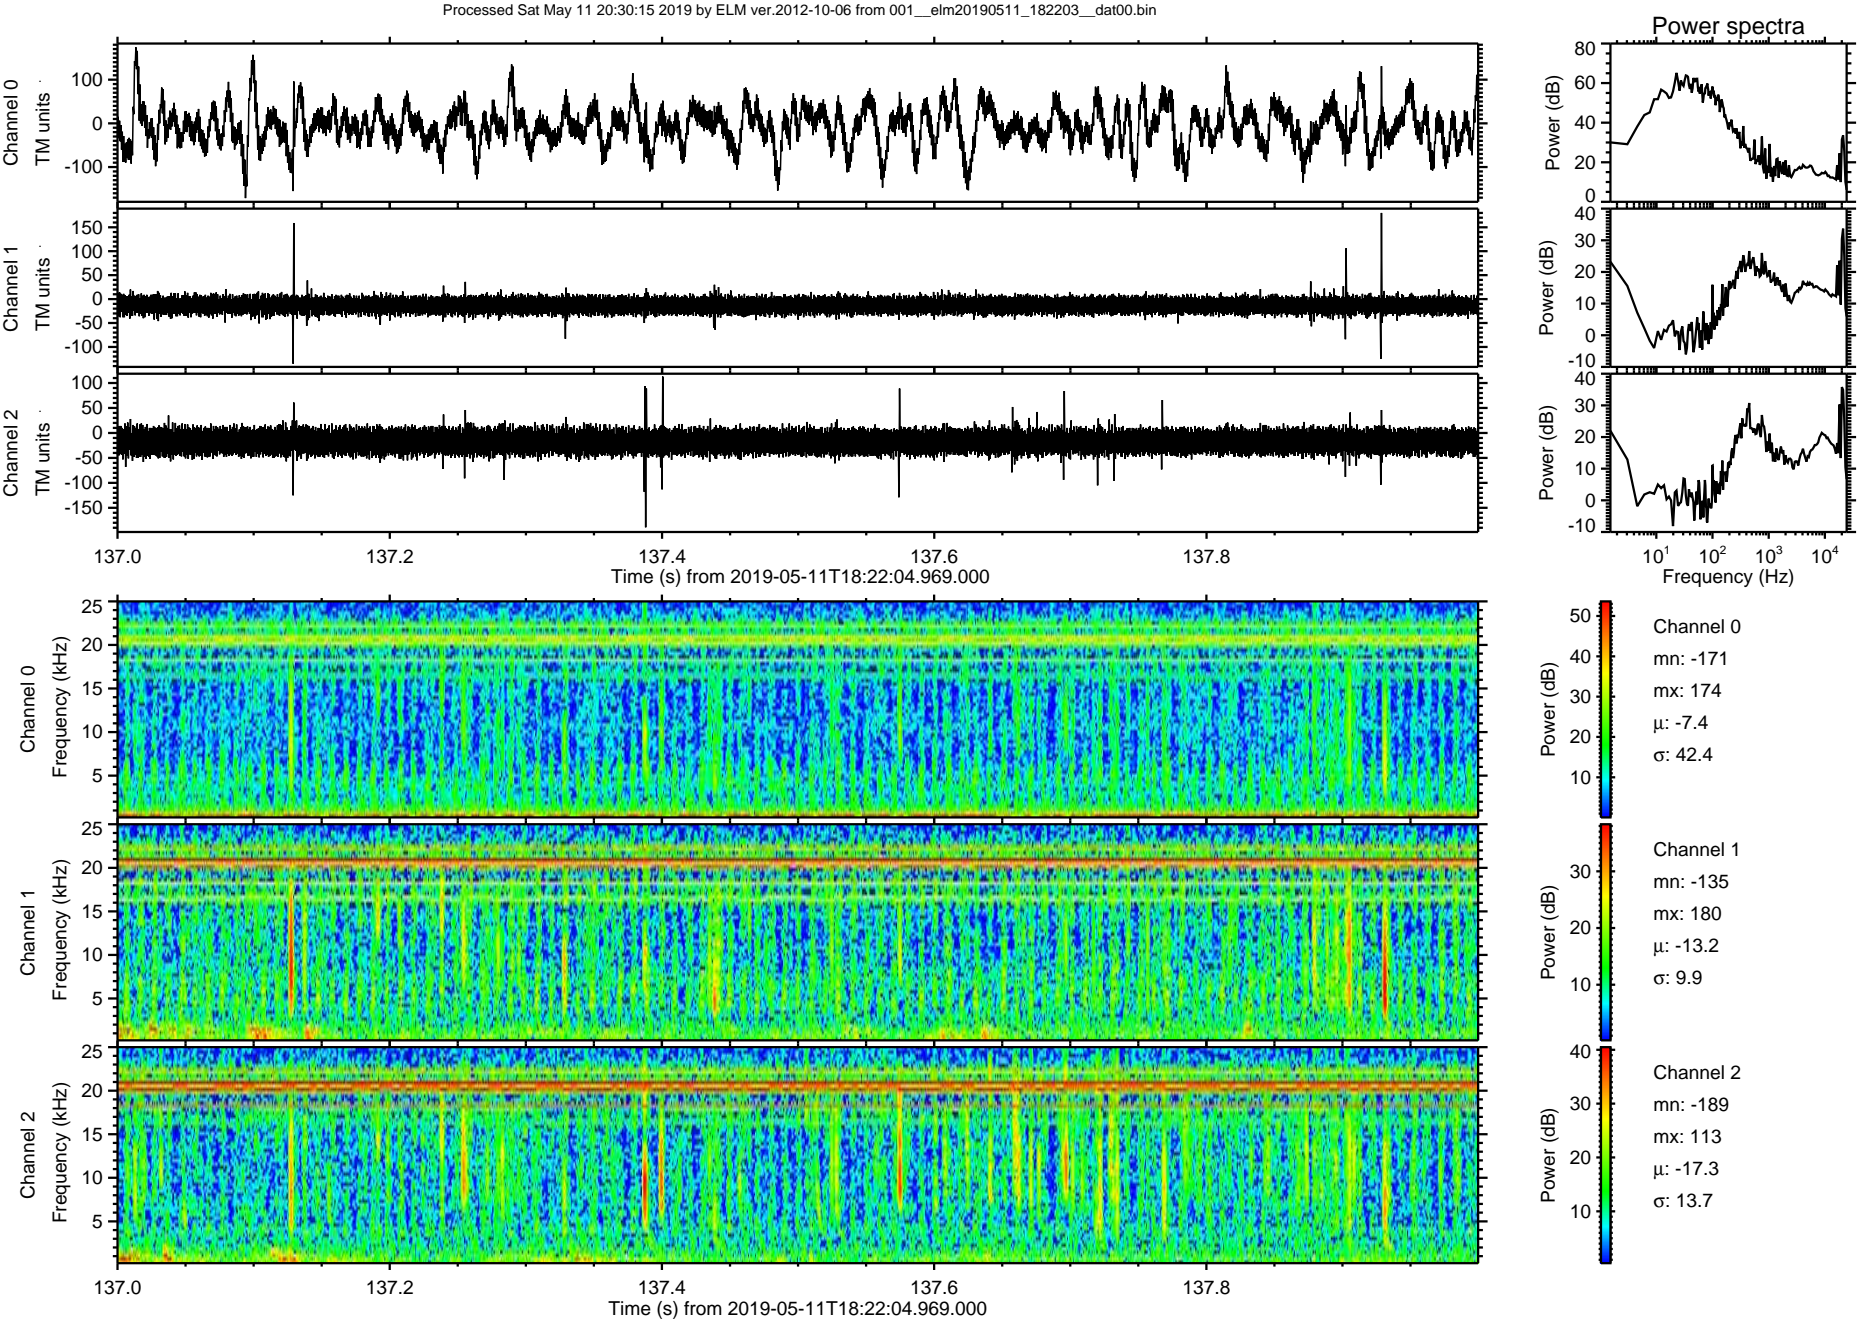 Processed Sat May 11 20:30:15 2019 by ELM ver.2012-10-06 from 001__elm20190511_182203__dat00.bin
Power spectra
Channel 0
TM units
100
0
-100
Power (dB)
80
60
40
20
0
Channel 1
TM units
150
100
50
0
-50
-100
Power (dB)
40
30
20
10
0
-10
Channel 2
TM units
100
50
0
-50
-100
-150
Power (dB)
40
30
20
10
0
-10
137.0 137.2 137.4 137.6 137.8
Time (s) from 2019-05-11T18:22:04.969.000
10¹ 10² 10³ 10⁴
Frequency (Hz)
Channel 0
Frequency (kHz)
25
20
15
10
5
Power (dB)
50
40
30
20
10
Channel 0
mn: -171
mx: 174
μ: -7.4
σ: 42.4
Channel 1
Frequency (kHz)
25
20
15
10
5
Power (dB)
30
20
10
Channel 1
mn: -135
mx: 180
μ: -13.2
σ: 9.9
Channel 2
Frequency (kHz)
25
20
15
10
5
Power (dB)
40
30
20
10
Channel 2
mn: -189
mx: 113
μ: -17.3
σ: 13.7
137.0 137.2 137.4 137.6 137.8
Time (s) from 2019-05-11T18:22:04.969.000